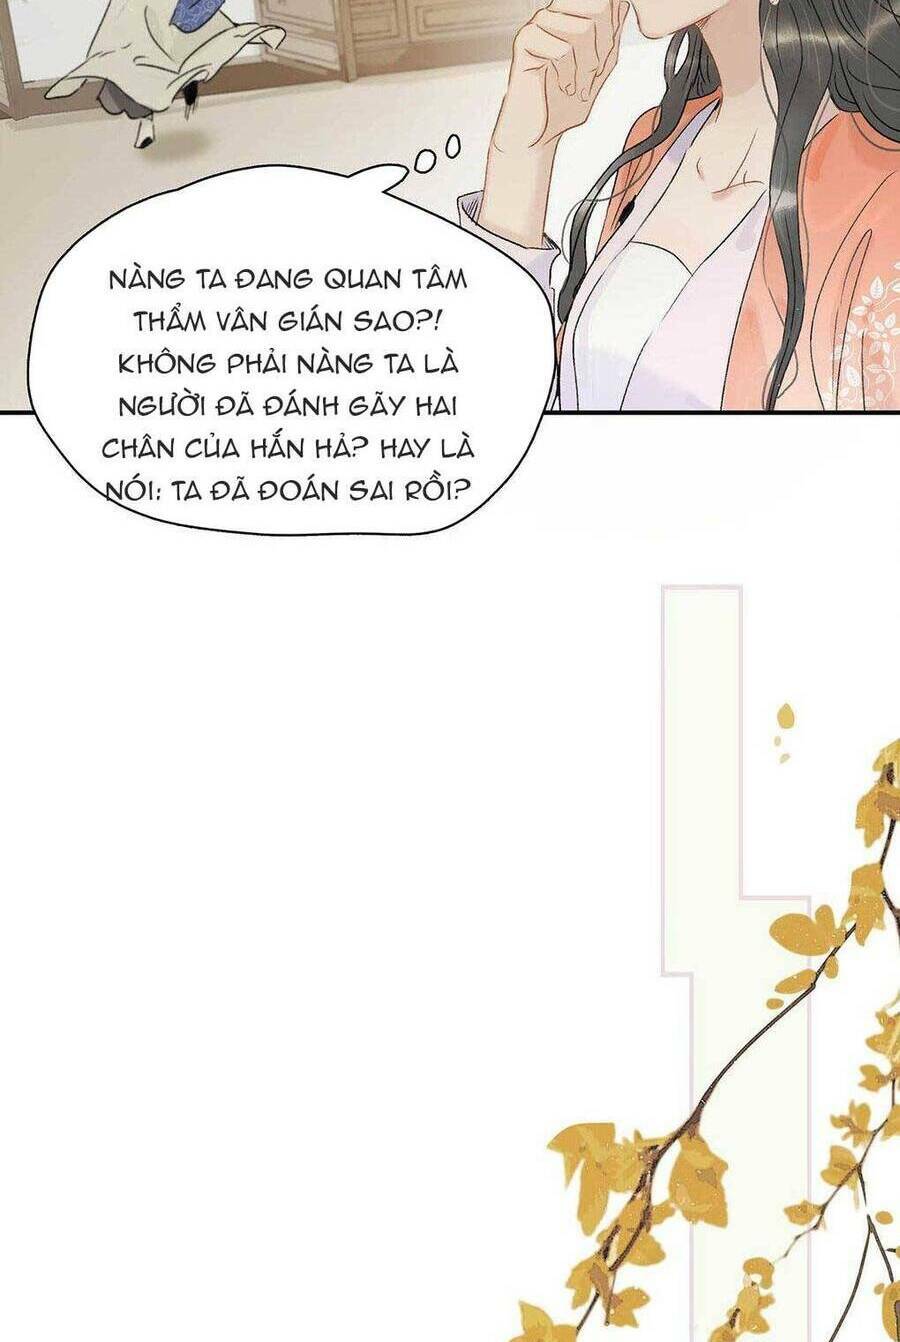 NÀNG TA ĐANG QUAN TÂM
THẨM VÂN GIÁN SAO?!
KHÔNG PHẢI NÀNG TA LÀ
NGƯỜI ĐÃ ĐÁNH GÃY HAI
CHÂN CỦA HẮN HẢ? HAY LÀ
NÓI: TA ĐÃ ĐOÁN SAI RỒI?